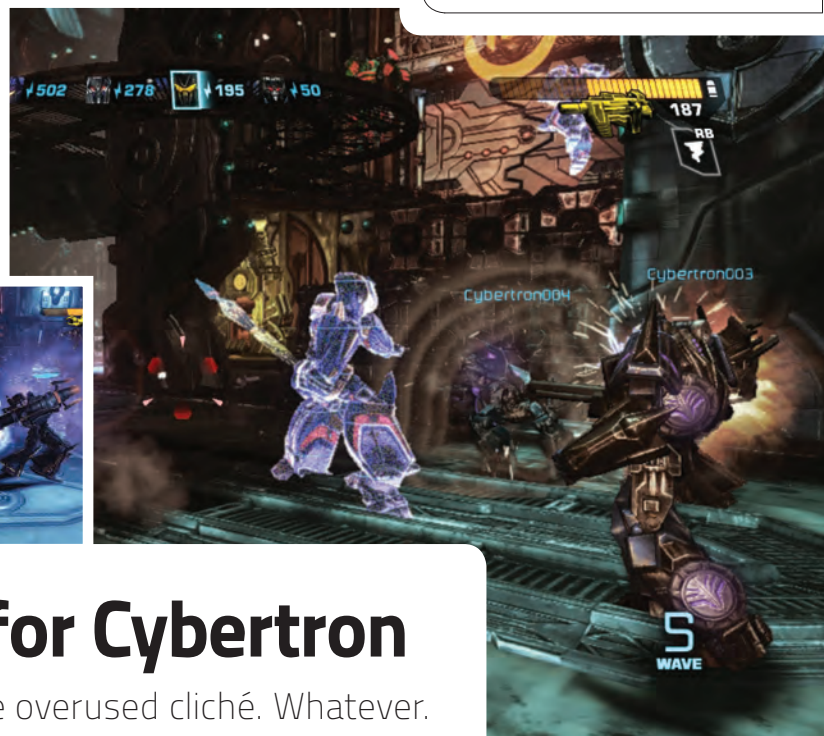 502 278 195 50
187
RB
Cybertron003
Cybertron004
5
WAVE
for Cybertron
overused cliché. Whatever.